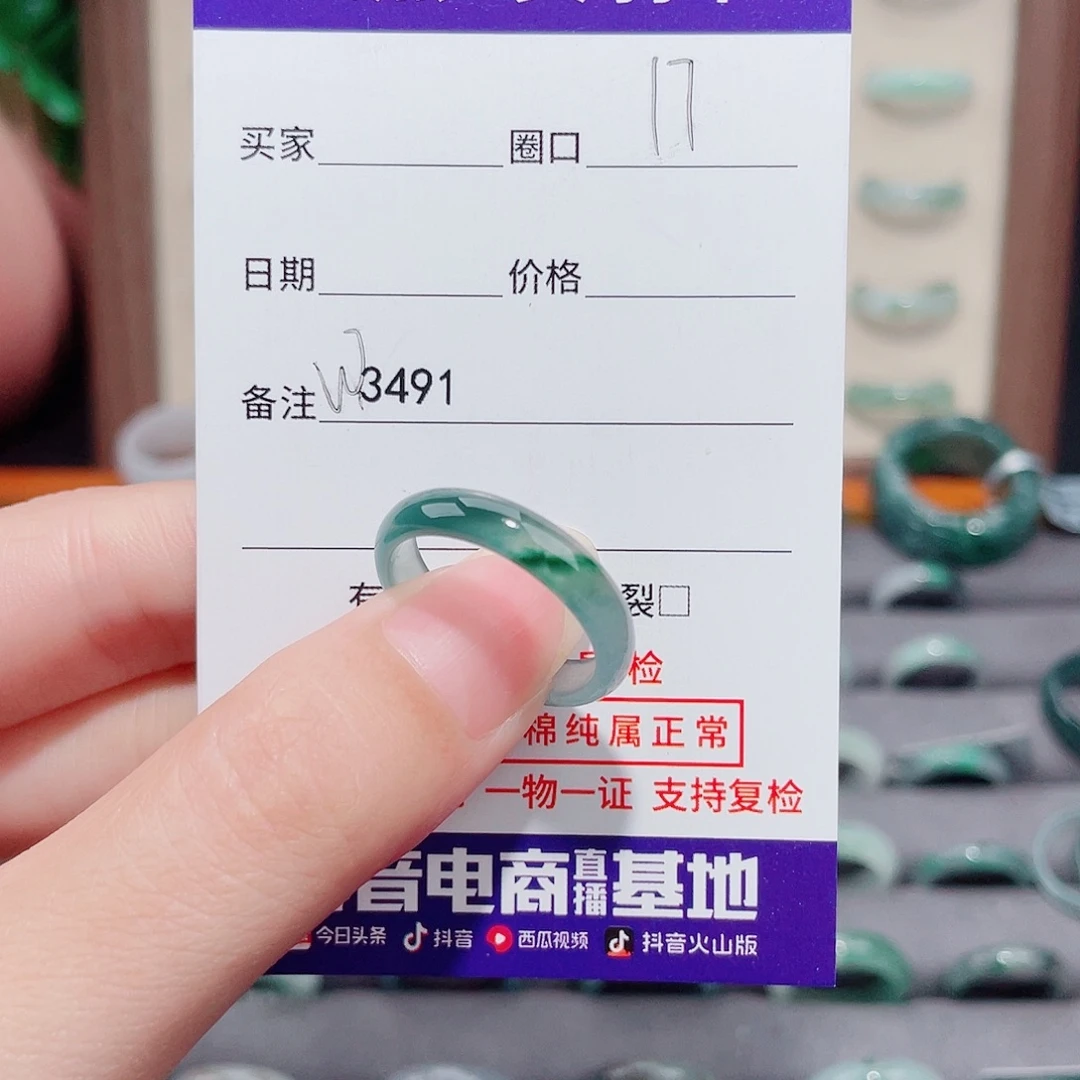 买家 圈口 17
日期 价格
备注 W3491
裂□
检
棉纯属正常
一物一证 支持复检
音电商直播基地
今日头条 抖音 西瓜视频 抖音火山版